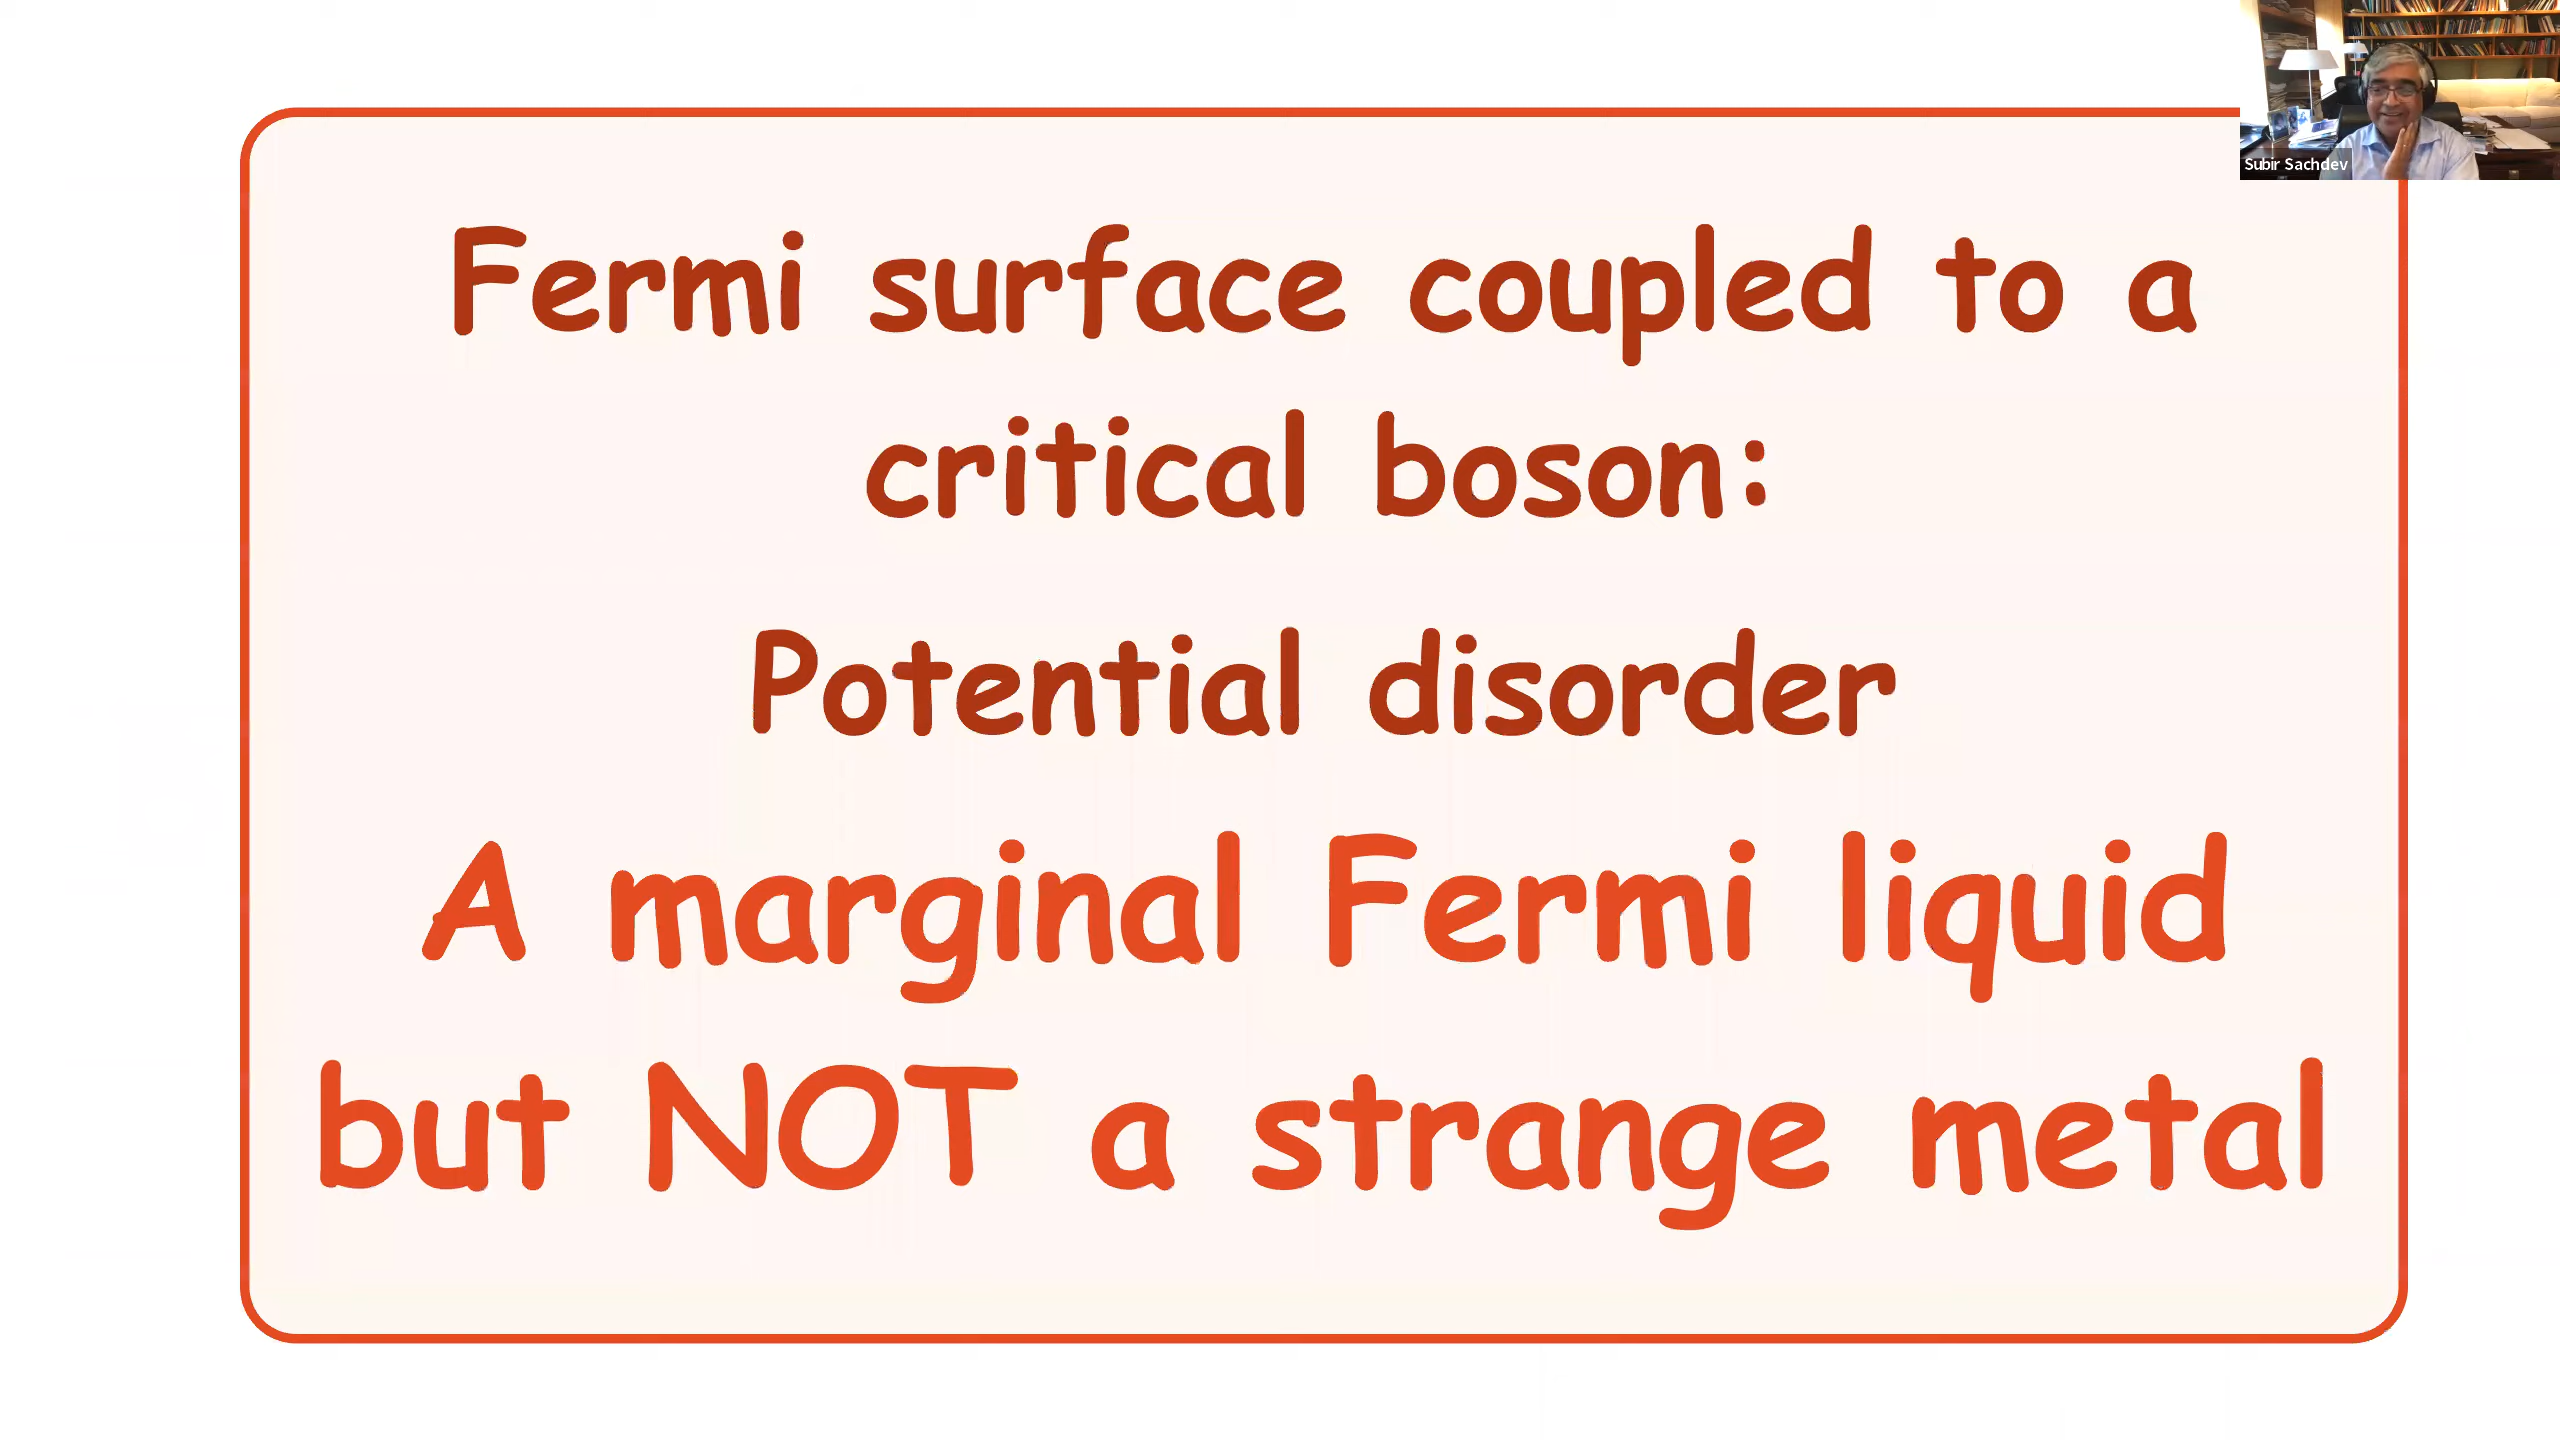 Subir Sachdev
Fermi surface coupled to a
critical boson:
Potential disorder
A marginal Fermi liquid
but NOT a strange metal